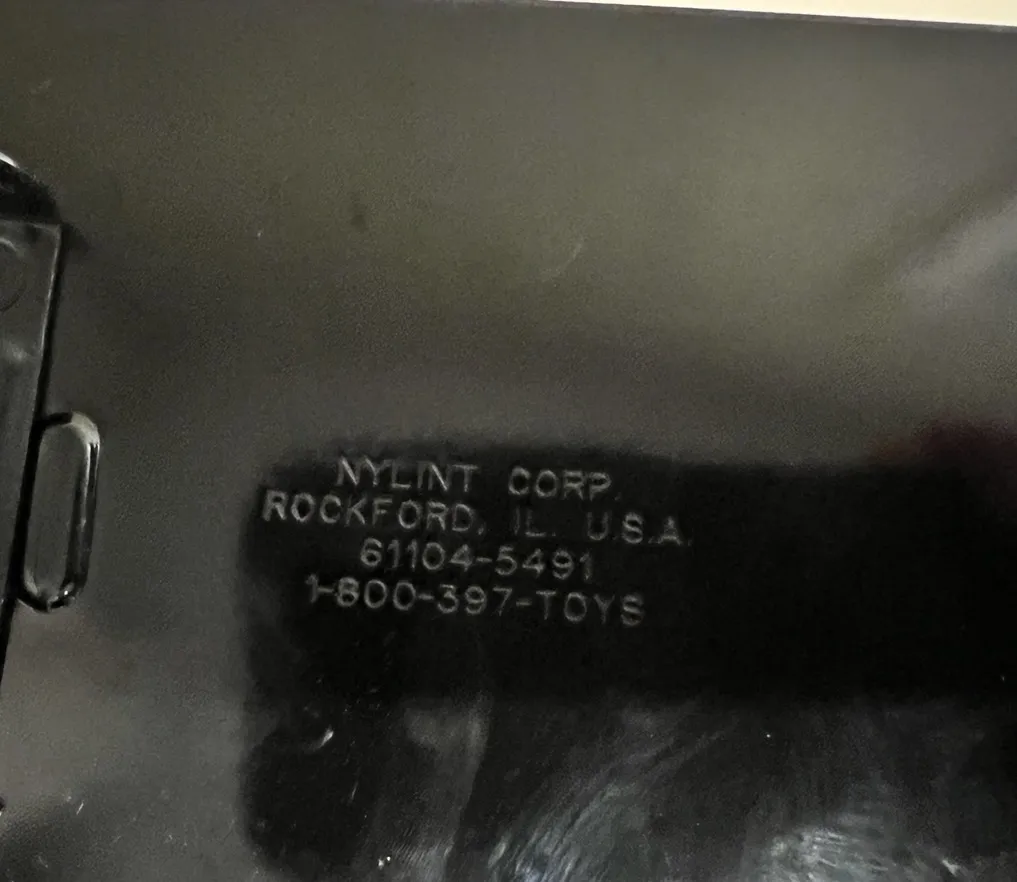 NYLINT CORP.
ROCKFORD, IL. U.S.A.
61104-5491
1-800-397-TOYS